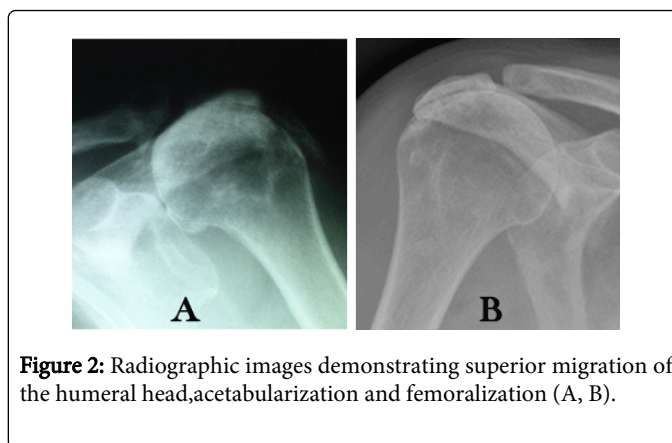 A
B
Figure 2: Radiographic images demonstrating superior migration of
the humeral head,acetabularization and femoralization (A, B).